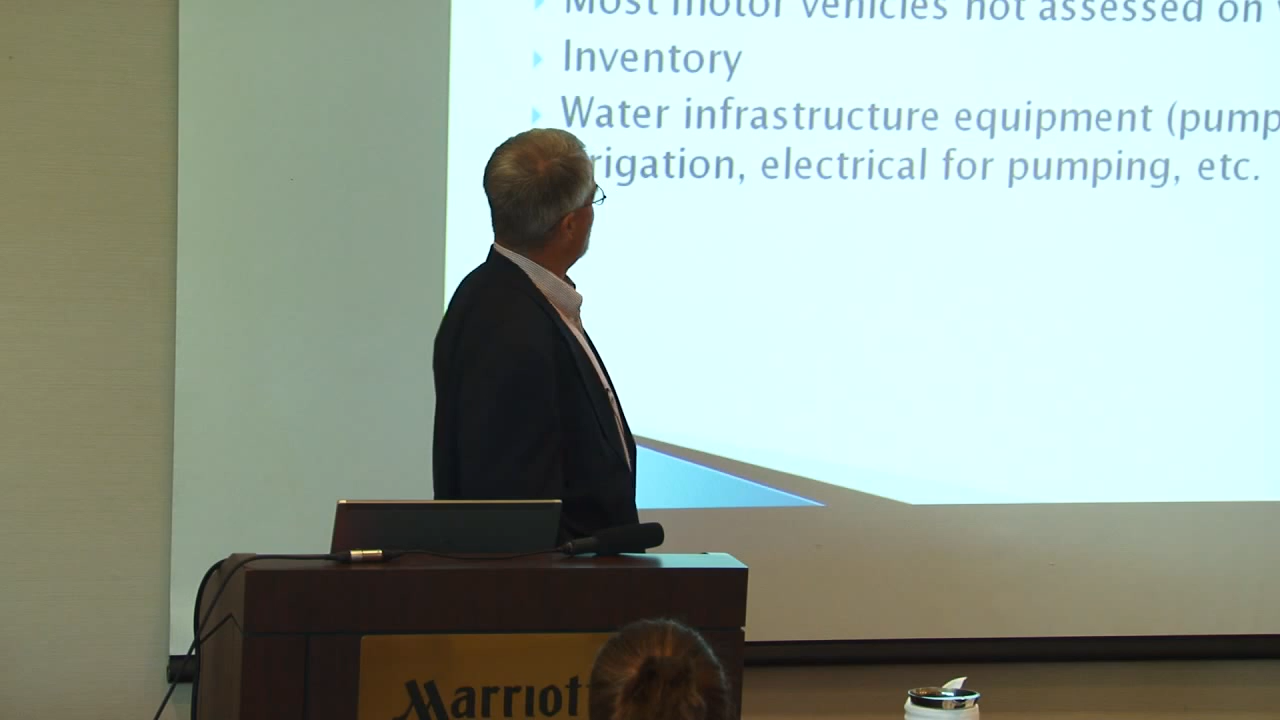 Most motor vehicles not assessed on
Inventory
Water infrastructure equipment (pump
rigation, electrical for pumping, etc.
Marriott